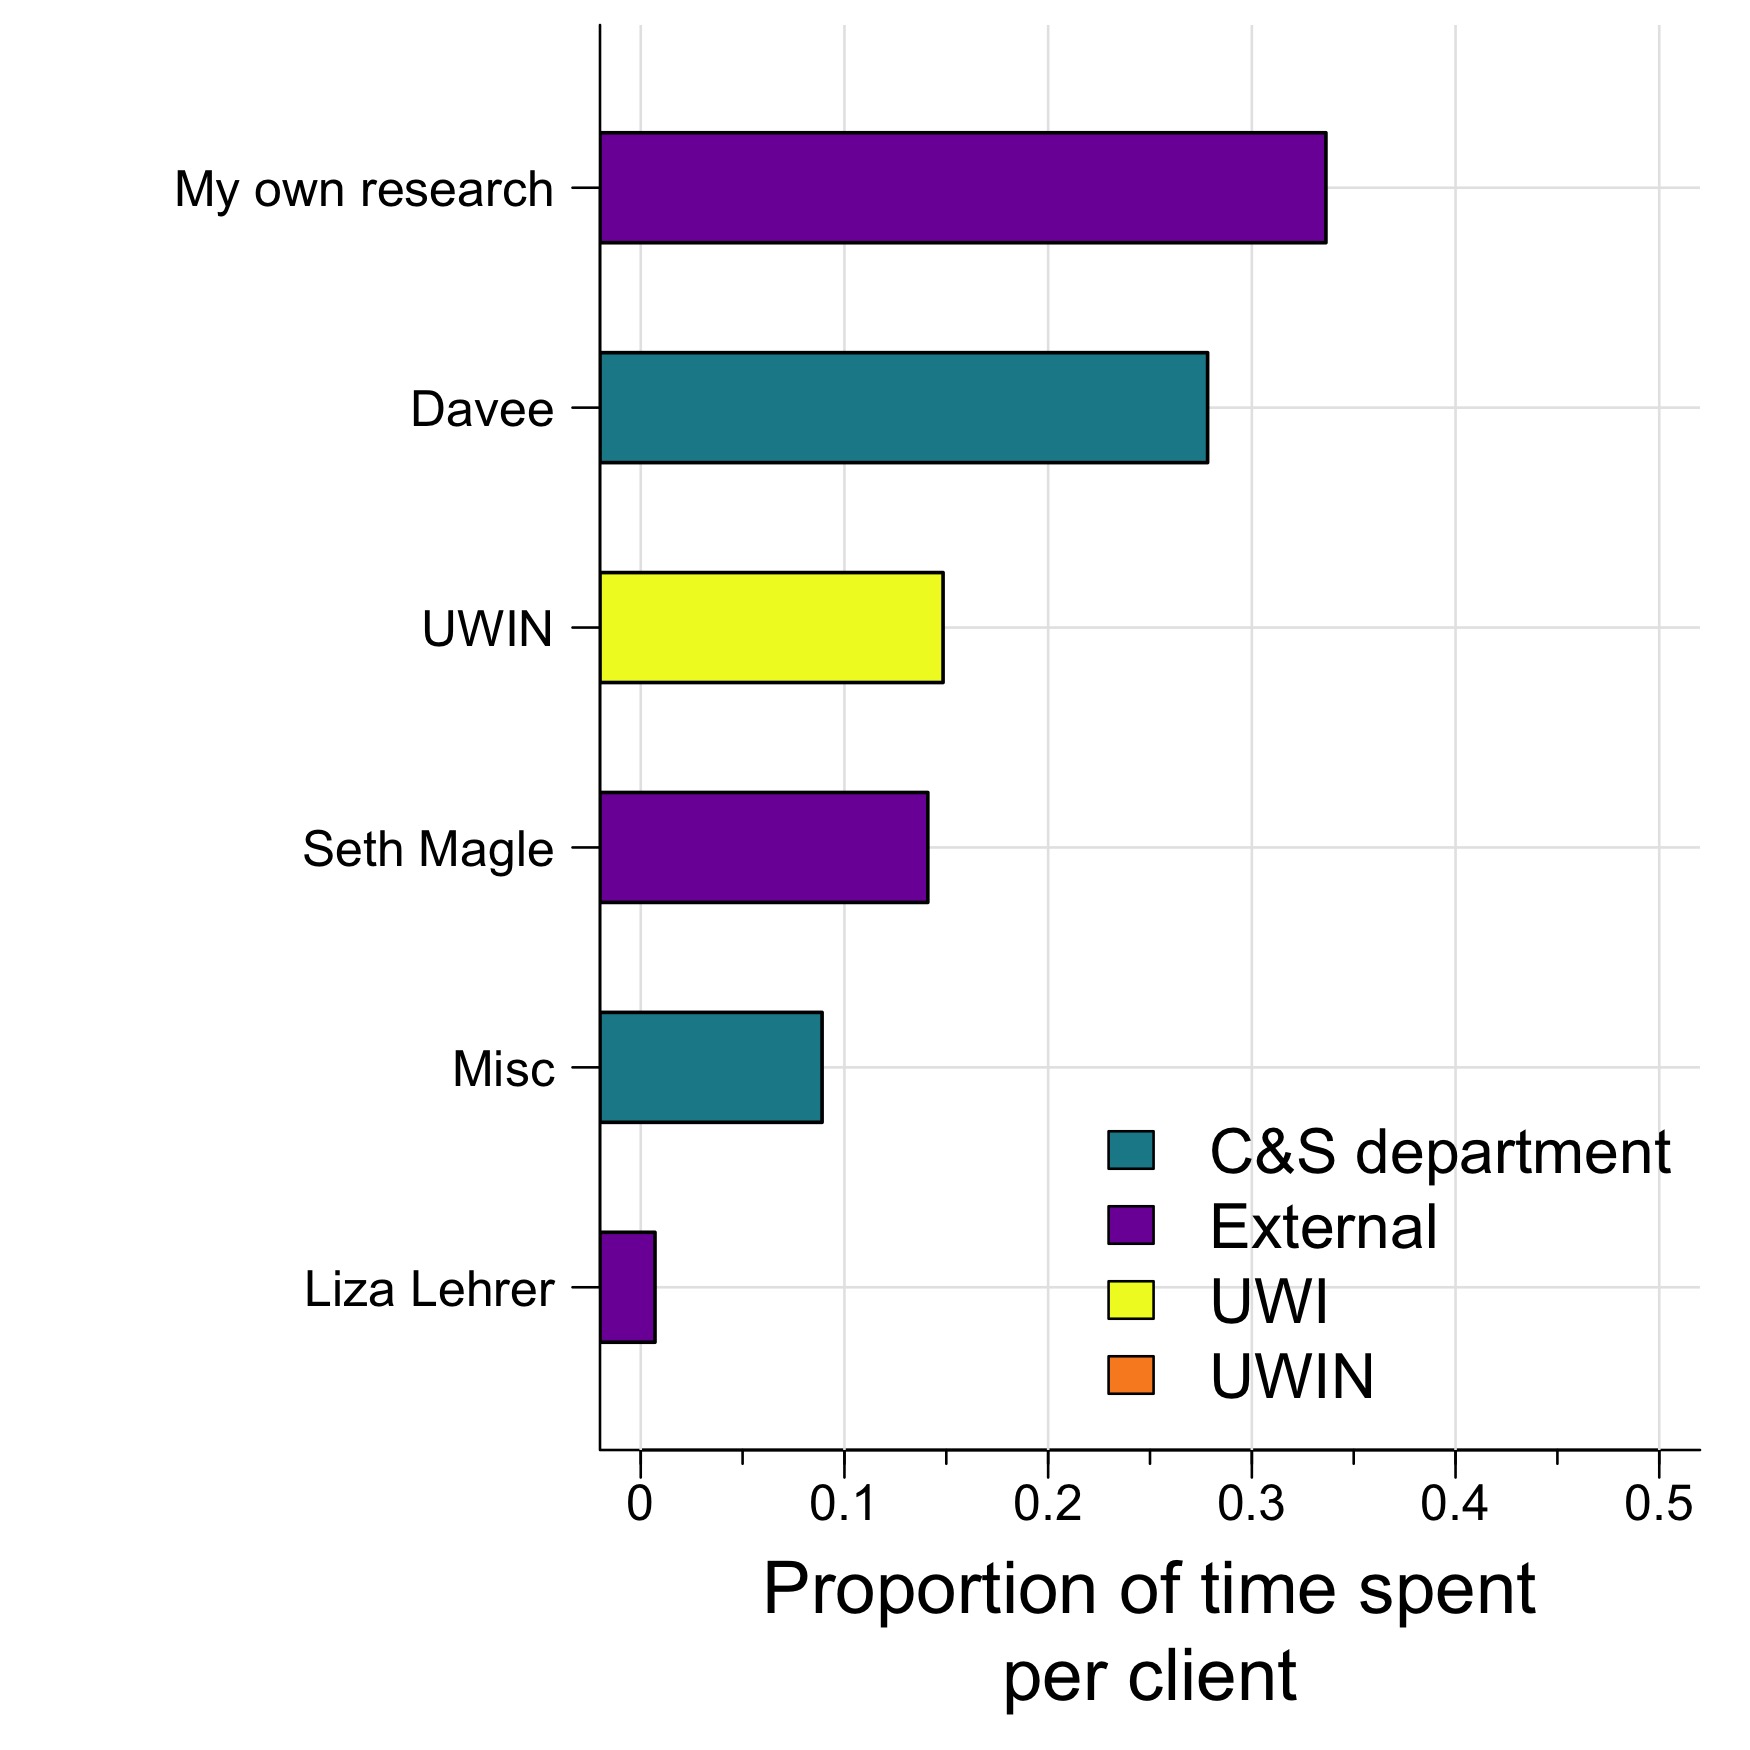 My own research
Davee
UWIN
Seth Magle
Misc
Liza Lehrer
C&S department
External
UWI
UWIN
0 0.1 0.2 0.3 0.4 0.5
Proportion of time spent
per client